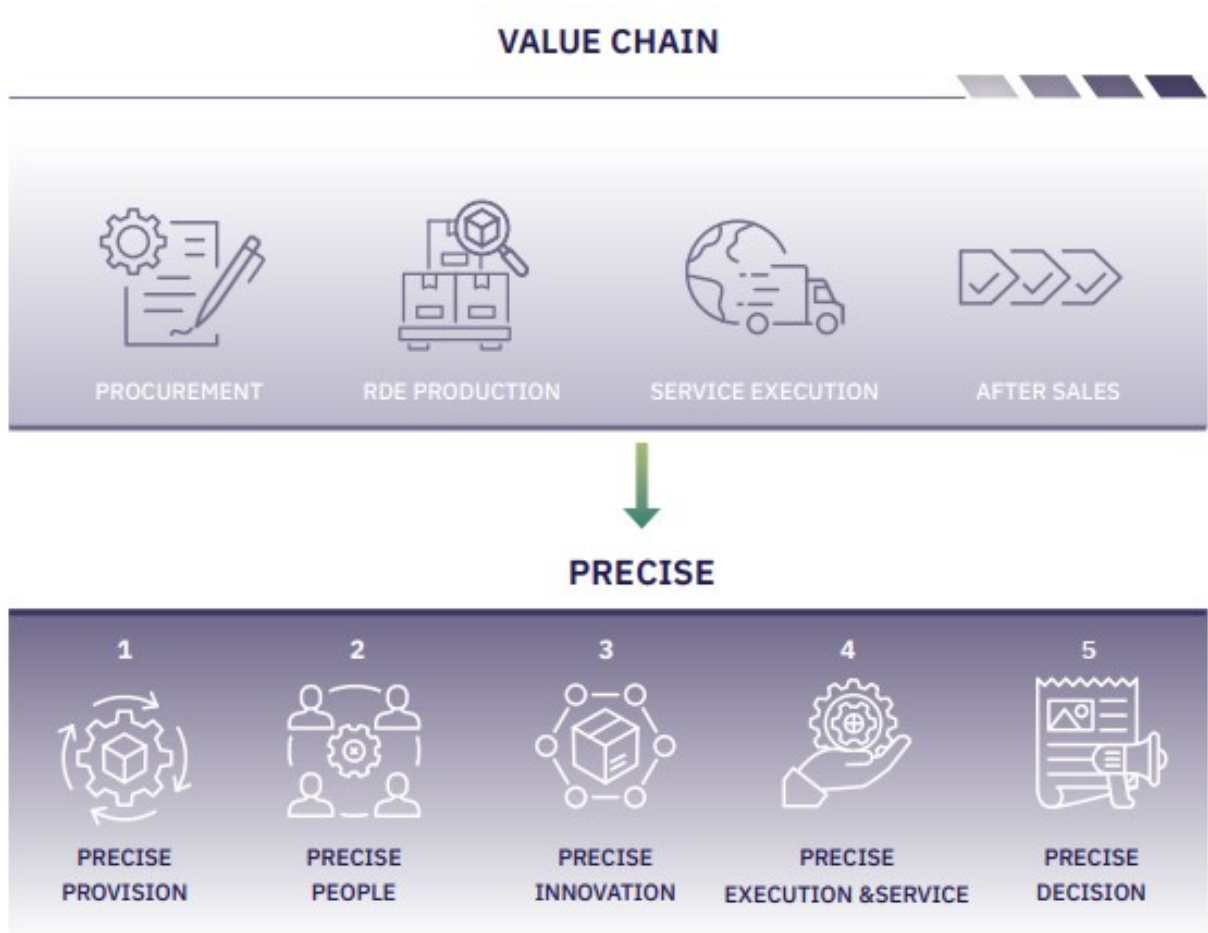 VALUE CHAIN
PROCUREMENT
RDE PRODUCTION
SERVICE EXECUTION
AFTER SALES
PRECISE
1
2
3
4
5
PRECISE
PROVISION
PRECISE
PEOPLE
PRECISE
INNOVATION
PRECISE
EXECUTION &SERVICE
PRECISE
DECISION